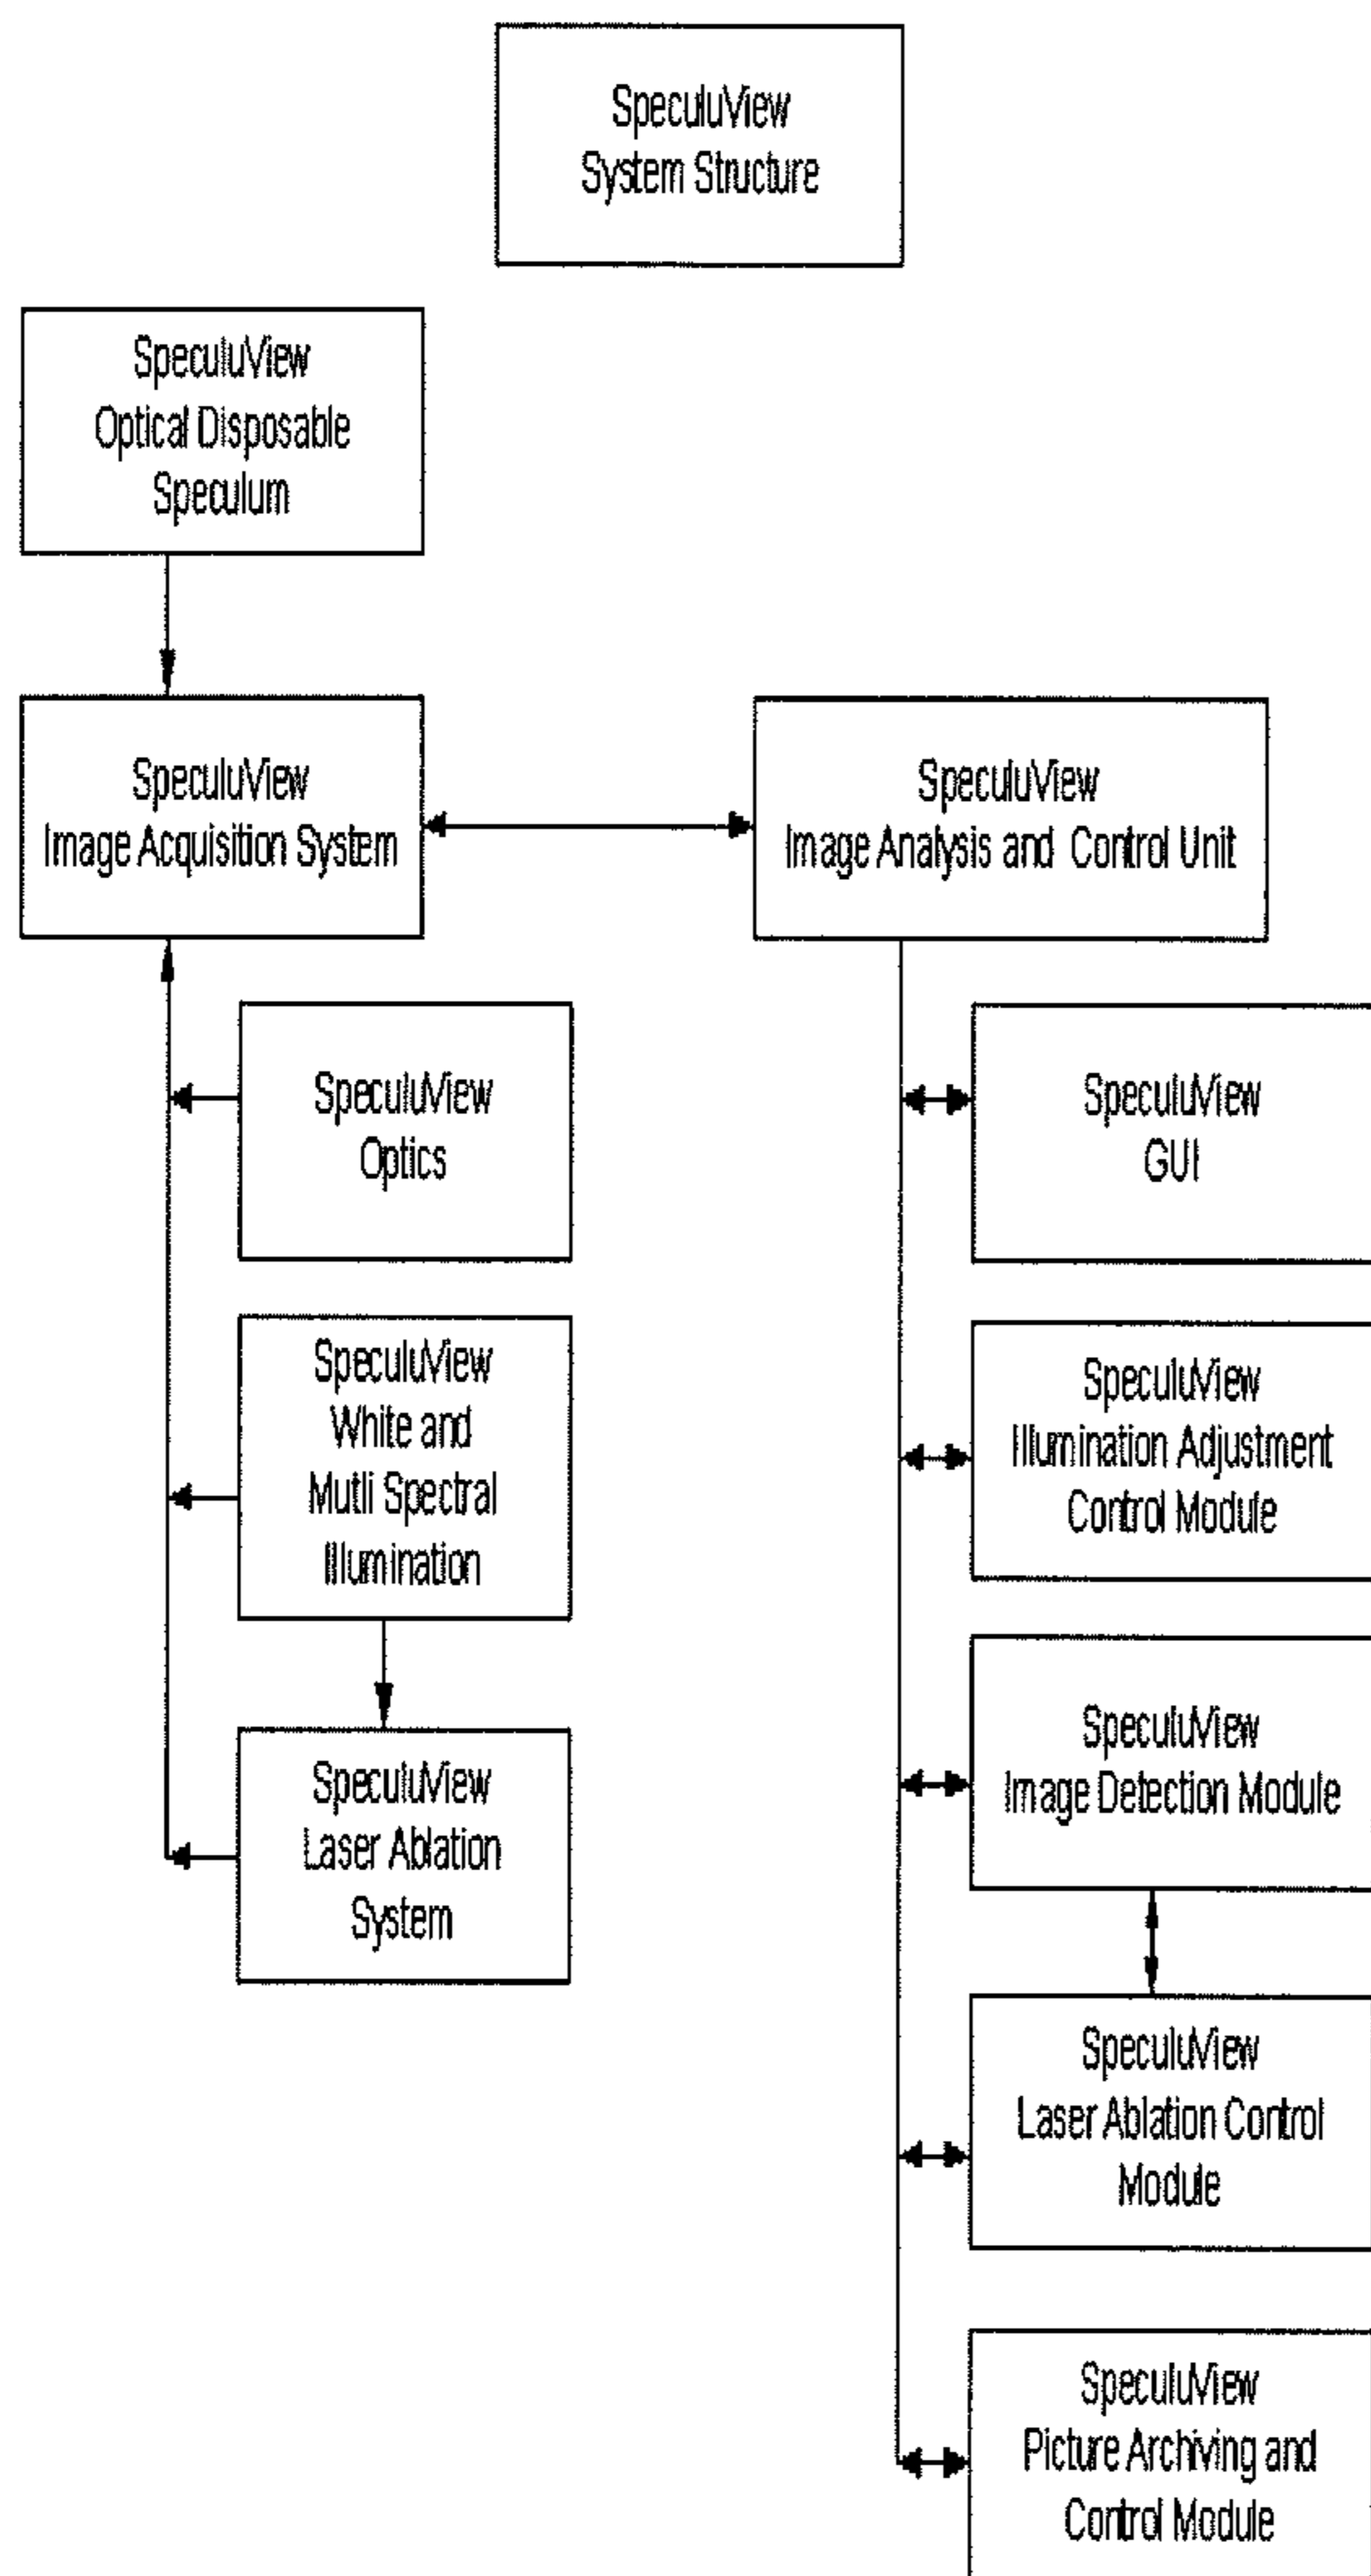 SpeculuView
System Structure
SpeculuView
Optical Disposable
Speculum
SpeculuView
Image Acquisition System
SpeculuView
Image Analysis and Control Unit
SpeculuView
Optics
SpeculuView
White and
Mutli Spectral
Illumination
SpeculuView
Laser Ablation
System
SpeculuView
GUI
SpeculuView
Illumination Adjustment
Control Module
SpeculuView
Image Detection Module
SpeculuView
Laser Ablation Control
Module
SpeculuView
Picture Archiving and
Control Module